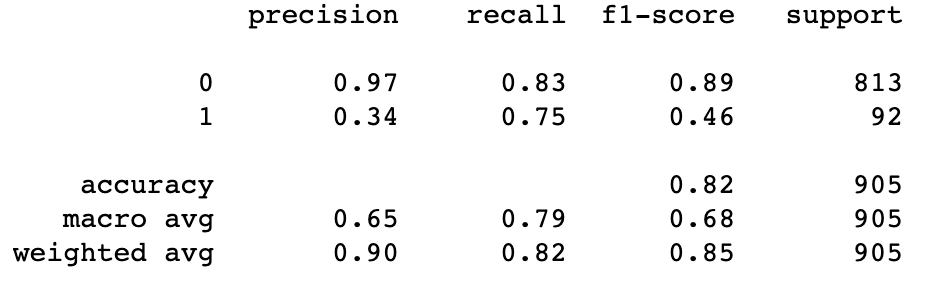 precision recall f1-score support
0 0.97 0.83 0.89 813
1 0.34 0.75 0.46 92
accuracy 0.82 905
macro avg 0.65 0.79 0.68 905
weighted avg 0.90 0.82 0.85 905